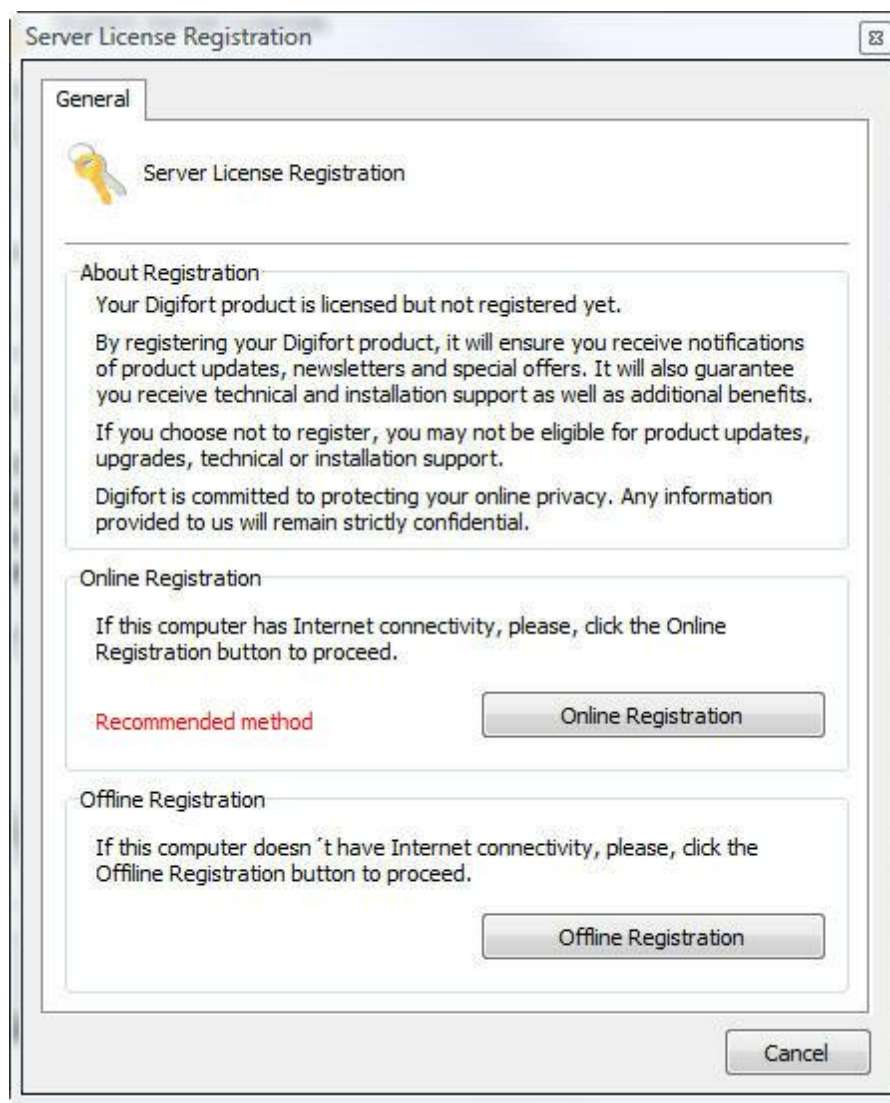 Server License Registration
General
Server License Registration
About Registration
Your Digifort product is licensed but not registered yet.
By registering your Digifort product, it will ensure you receive notifications
of product updates, newsletters and special offers. It will also guarantee
you receive technical and installation support as well as additional benefits.
If you choose not to register, you may not be eligible for product updates,
upgrades, technical or installation support.
Digifort is committed to protecting your online privacy. Any information
provided to us will remain strictly confidential.
Online Registration
If this computer has Internet connectivity, please, click the Online
Registration button to proceed.
Recommended method
Online Registration
Offline Registration
If this computer doesn´t have Internet connectivity, please, click the
Offiline Registration button to proceed.
Offline Registration
Cancel